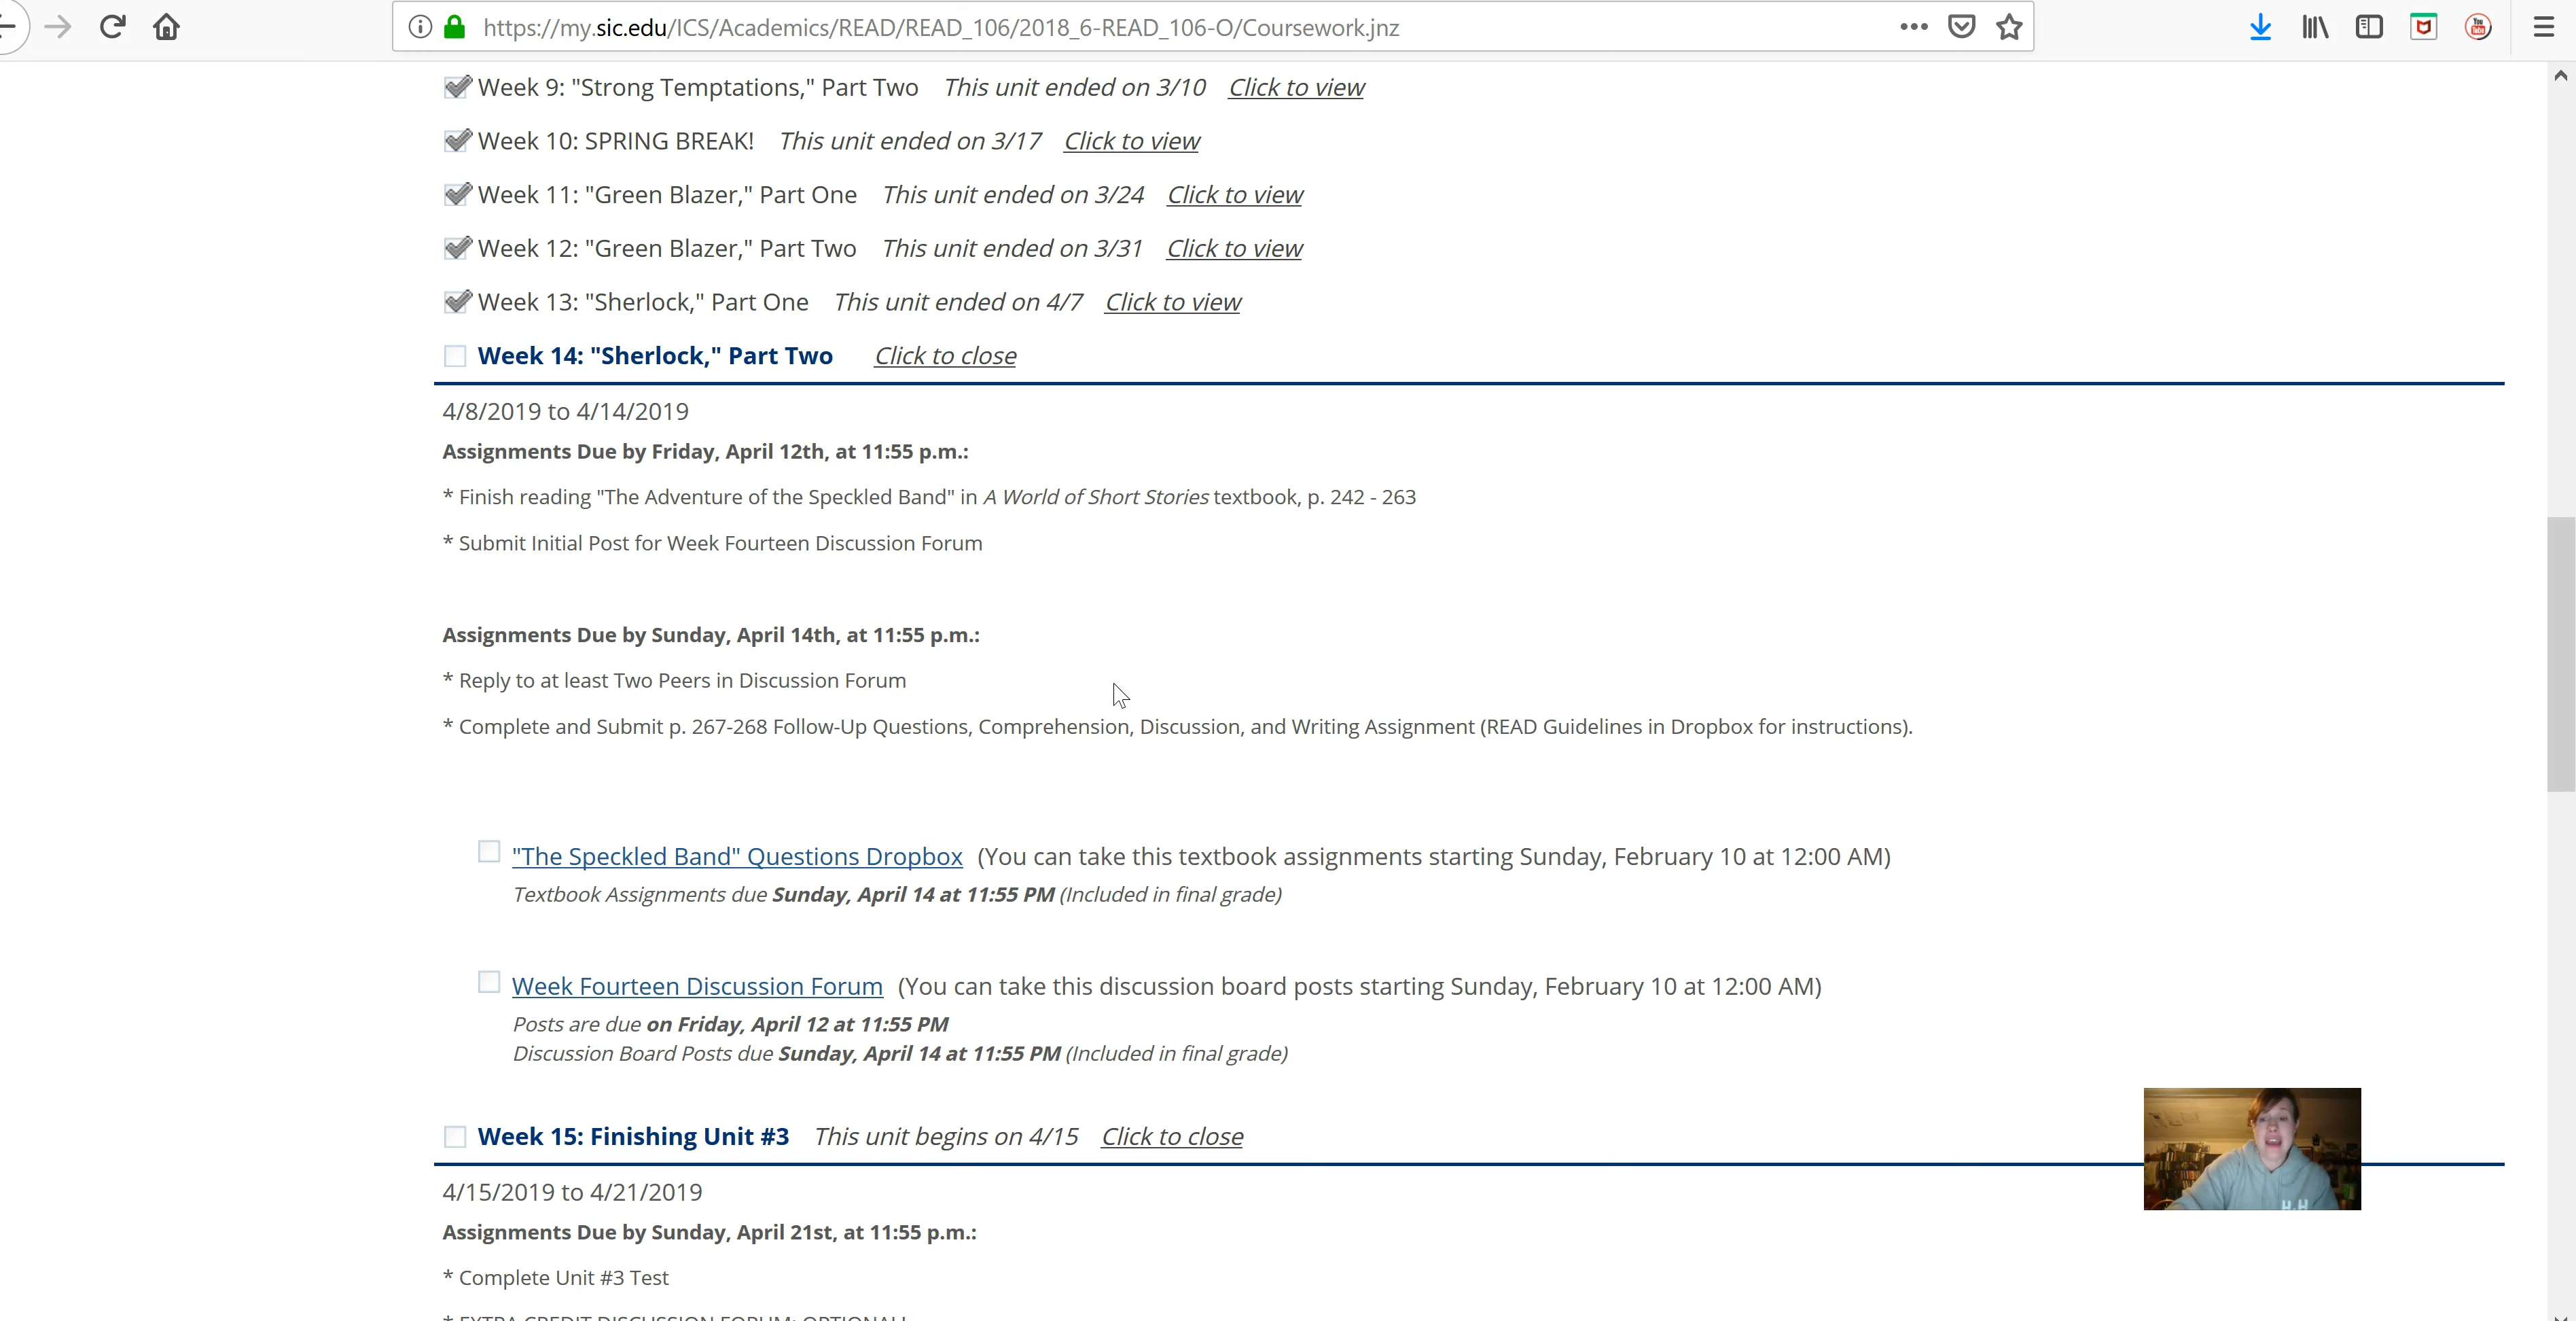 https://my.sic.edu/ICS/Academics/READ/READ_106/2018_6-READ_106-O/Coursework.jnz
Week 9: "Strong Temptations," Part Two This unit ended on 3/10 Click to view
Week 10: SPRING BREAK! This unit ended on 3/17 Click to view
Week 11: "Green Blazer," Part One This unit ended on 3/24 Click to view
Week 12: "Green Blazer," Part Two This unit ended on 3/31 Click to view
Week 13: "Sherlock," Part One This unit ended on 4/7 Click to view
Week 14: "Sherlock," Part Two Click to close
4/8/2019 to 4/14/2019
Assignments Due by Friday, April 12th, at 11:55 p.m.:
* Finish reading "The Adventure of the Speckled Band" in A World of Short Stories textbook, p. 242 - 263
* Submit Initial Post for Week Fourteen Discussion Forum
Assignments Due by Sunday, April 14th, at 11:55 p.m.:
* Reply to at least Two Peers in Discussion Forum
* Complete and Submit p. 267-268 Follow-Up Questions, Comprehension, Discussion, and Writing Assignment (READ Guidelines in Dropbox for instructions).
"The Speckled Band" Questions Dropbox (You can take this textbook assignments starting Sunday, February 10 at 12:00 AM)
Textbook Assignments due Sunday, April 14 at 11:55 PM (Included in final grade)
Week Fourteen Discussion Forum (You can take this discussion board posts starting Sunday, February 10 at 12:00 AM)
Posts are due on Friday, April 12 at 11:55 PM
Discussion Board Posts due Sunday, April 14 at 11:55 PM (Included in final grade)
Week 15: Finishing Unit #3 This unit begins on 4/15 Click to close
4/15/2019 to 4/21/2019
Assignments Due by Sunday, April 21st, at 11:55 p.m.:
* Complete Unit #3 Test
* EXTRA CREDIT DISCUSSION FORUM: OPTIONAL!